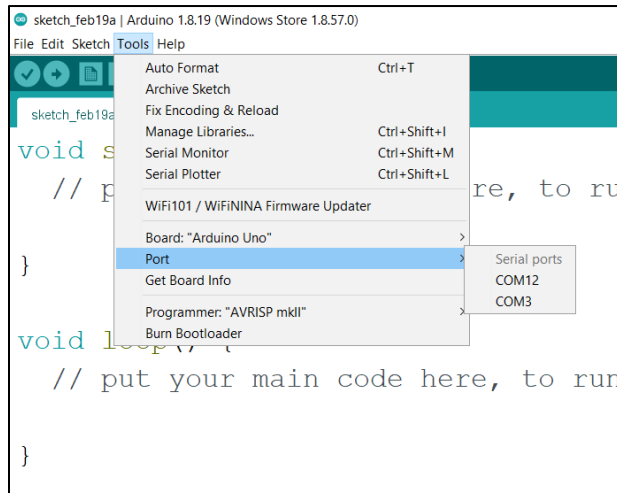 sketch_feb19a | Arduino 1.8.19 (Windows Store 1.8.57.0)
File Edit Sketch Tools Help
sketch_feb19a
Auto Format Ctrl+T
Archive Sketch
Fix Encoding & Reload
Manage Libraries... Ctrl+Shift+I
Serial Monitor Ctrl+Shift+M
Serial Plotter Ctrl+Shift+L
WiFi101 / WiFiNINA Firmware Updater
Board: "Arduino Uno"
Port
Get Board Info
Programmer: "AVRISP mkII"
Burn Bootloader
Serial ports
COM12
COM3
void s
// p re, to ru
}
void loop() {
// put your main code here, to run
}